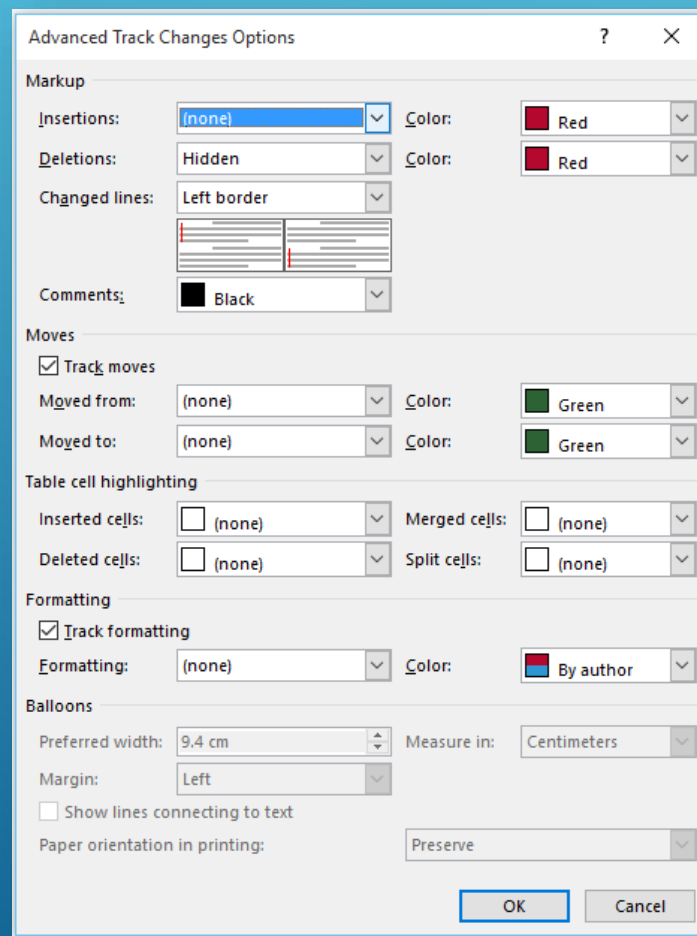 Advanced Track Changes Options ?
Markup
Insertions: (none) Color: Red
Deletions: Hidden Color: Red
Changed lines: Left border
Comments: Black
Moves
Track moves
Moved from: (none) Color: Green
Moved to: (none) Color: Green
Table cell highlighting
Inserted cells: (none) Merged cells: (none)
Deleted cells: (none) Split cells: (none)
Formatting
Track formatting
Formatting: (none) Color: By author
Balloons
Preferred width: 9.4 cm Measure in: Centimeters
Margin: Left
Show lines connecting to text
Paper orientation in printing: Preserve
OK Cancel